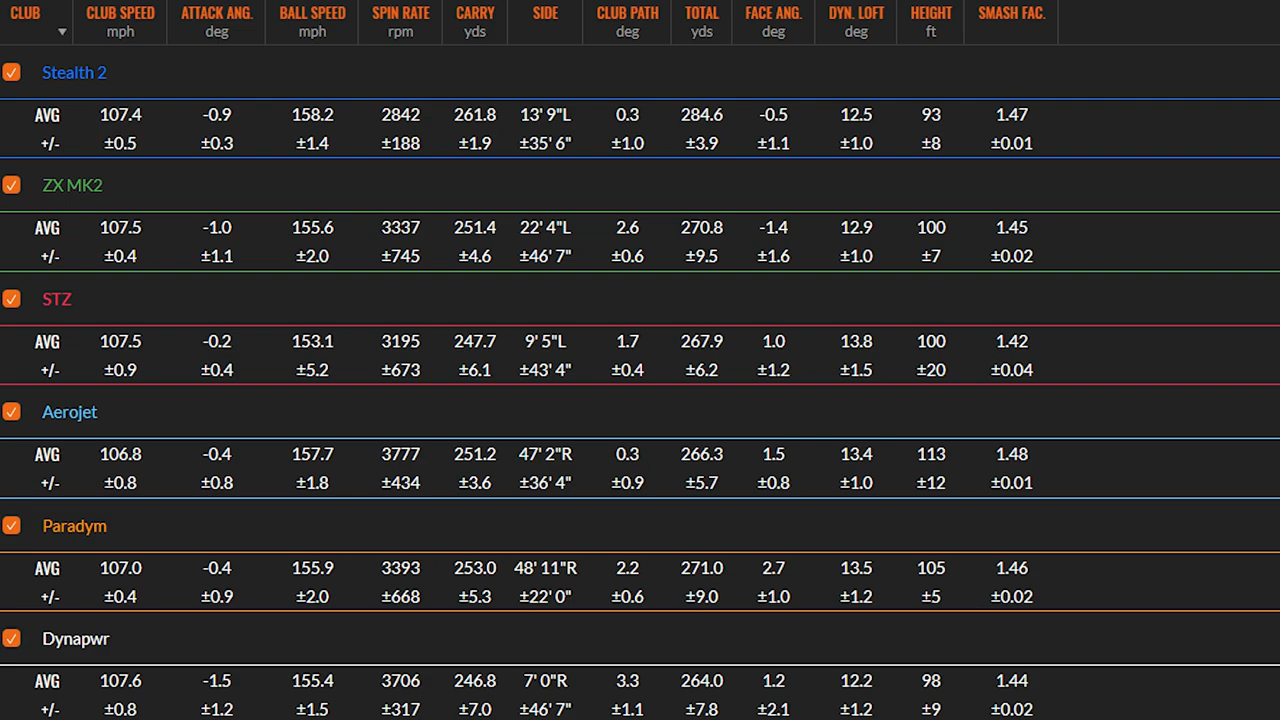 CLUB CLUB SPEED ATTACK ANG. BALL SPEED SPIN RATE CARRY SIDE CLUB PATH TOTAL FACE ANG. DYN. LOFT HEIGHT SMASH FAC.
mph deg mph rpm yds deg yds deg deg ft
Stealth 2
AVG 107.4 -0.9 158.2 2842 261.8 13' 9"L 0.3 284.6 -0.5 12.5 93 1.47
+/- ±0.5 ±0.3 ±1.4 ±188 ±1.9 ±35' 6" ±1.0 ±3.9 ±1.1 ±1.0 ±8 ±0.01
ZX MK2
AVG 107.5 -1.0 155.6 3337 251.4 22' 4"L 2.6 270.8 -1.4 12.9 100 1.45
+/- ±0.4 ±1.1 ±2.0 ±745 ±4.6 ±46' 7" ±0.6 ±9.5 ±1.6 ±1.0 ±7 ±0.02
STZ
AVG 107.5 -0.2 153.1 3195 247.7 9' 5"L 1.7 267.9 1.0 13.8 100 1.42
+/- ±0.9 ±0.4 ±5.2 ±673 ±6.1 ±43' 4" ±0.4 ±6.2 ±1.2 ±1.5 ±20 ±0.04
Aerojet
AVG 106.8 -0.4 157.7 3777 251.2 47' 2"R 0.3 266.3 1.5 13.4 113 1.48
+/- ±0.8 ±0.8 ±1.8 ±434 ±3.6 ±36' 4" ±0.9 ±5.7 ±0.8 ±1.0 ±12 ±0.01
Paradym
AVG 107.0 -0.4 155.9 3393 253.0 48' 11"R 2.2 271.0 2.7 13.5 105 1.46
+/- ±0.4 ±0.9 ±2.0 ±668 ±5.3 ±22' 0" ±0.6 ±9.0 ±1.0 ±1.2 ±5 ±0.02
Dynapwr
AVG 107.6 -1.5 155.4 3706 246.8 7' 0"R 3.3 264.0 1.2 12.2 98 1.44
+/- ±0.8 ±1.2 ±1.5 ±317 ±7.0 ±46' 7" ±1.1 ±7.8 ±2.1 ±1.2 ±9 ±0.02